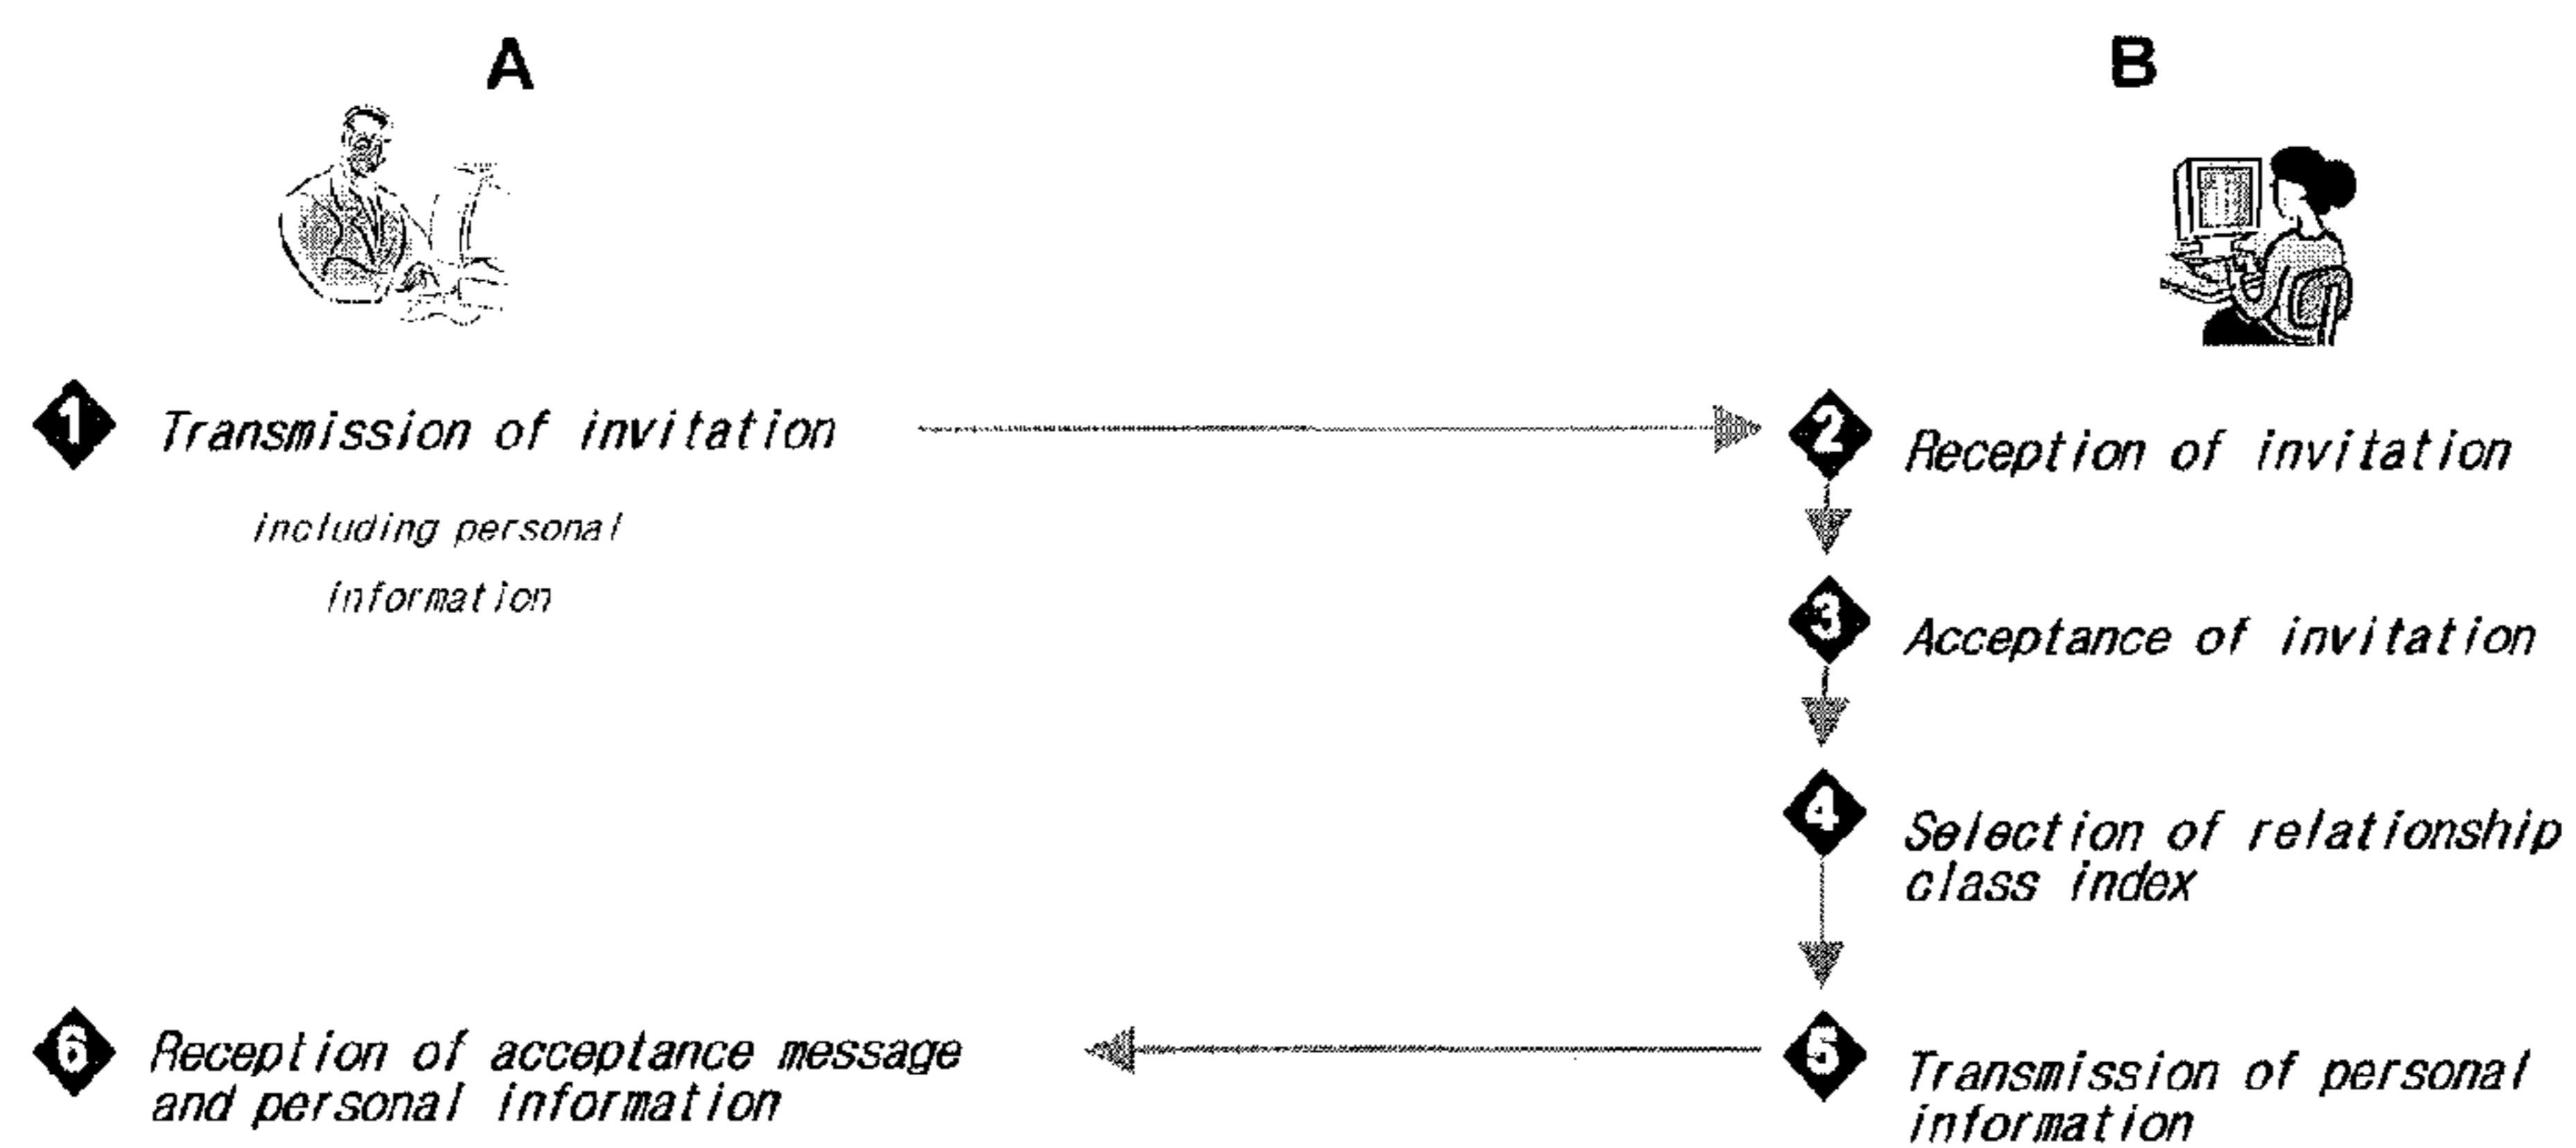 A
B
1 Transmission of invitation
including personal
information
2 Reception of invitation
3 Acceptance of invitation
4 Selection of relationship
class index
5 Transmission of personal
information
6 Reception of acceptance message
and personal information